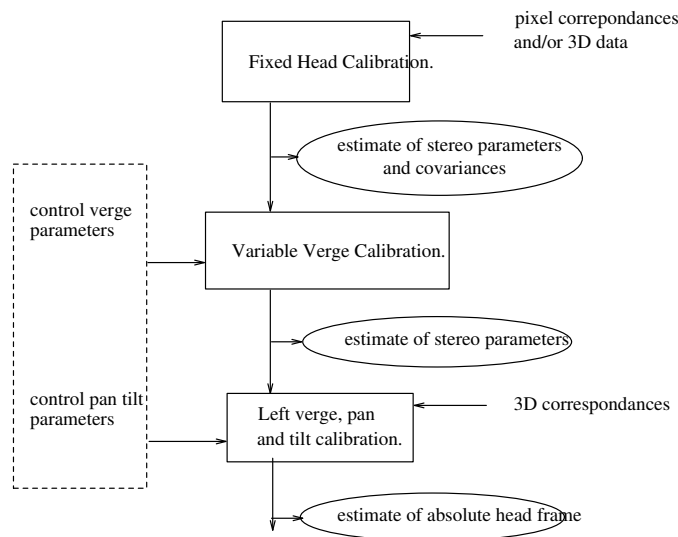 pixel correpondances
and/or 3D data
Fixed Head Calibration.
estimate of stereo parameters
and covariances
control verge
parameters
Variable Verge Calibration.
estimate of stereo parameters
control pan tilt
parameters
Left verge, pan
and tilt calibration.
3D correspondances
estimate of absolute head frame